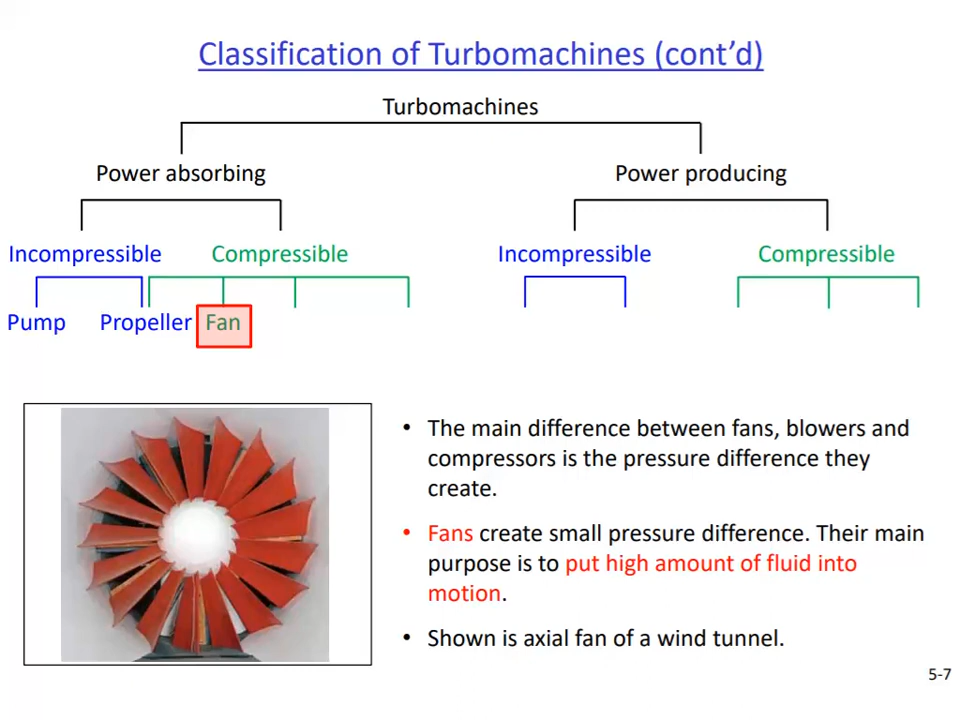 Classification of Turbomachines (cont’d)
Turbomachines
Power absorbing
Power producing
Incompressible
Compressible
Incompressible
Compressible
Pump
Propeller
Fan
• The main difference between fans, blowers and
compressors is the pressure difference they
create.
• Fans create small pressure difference. Their main
purpose is to put high amount of fluid into
motion.
• Shown is axial fan of a wind tunnel.
5-7